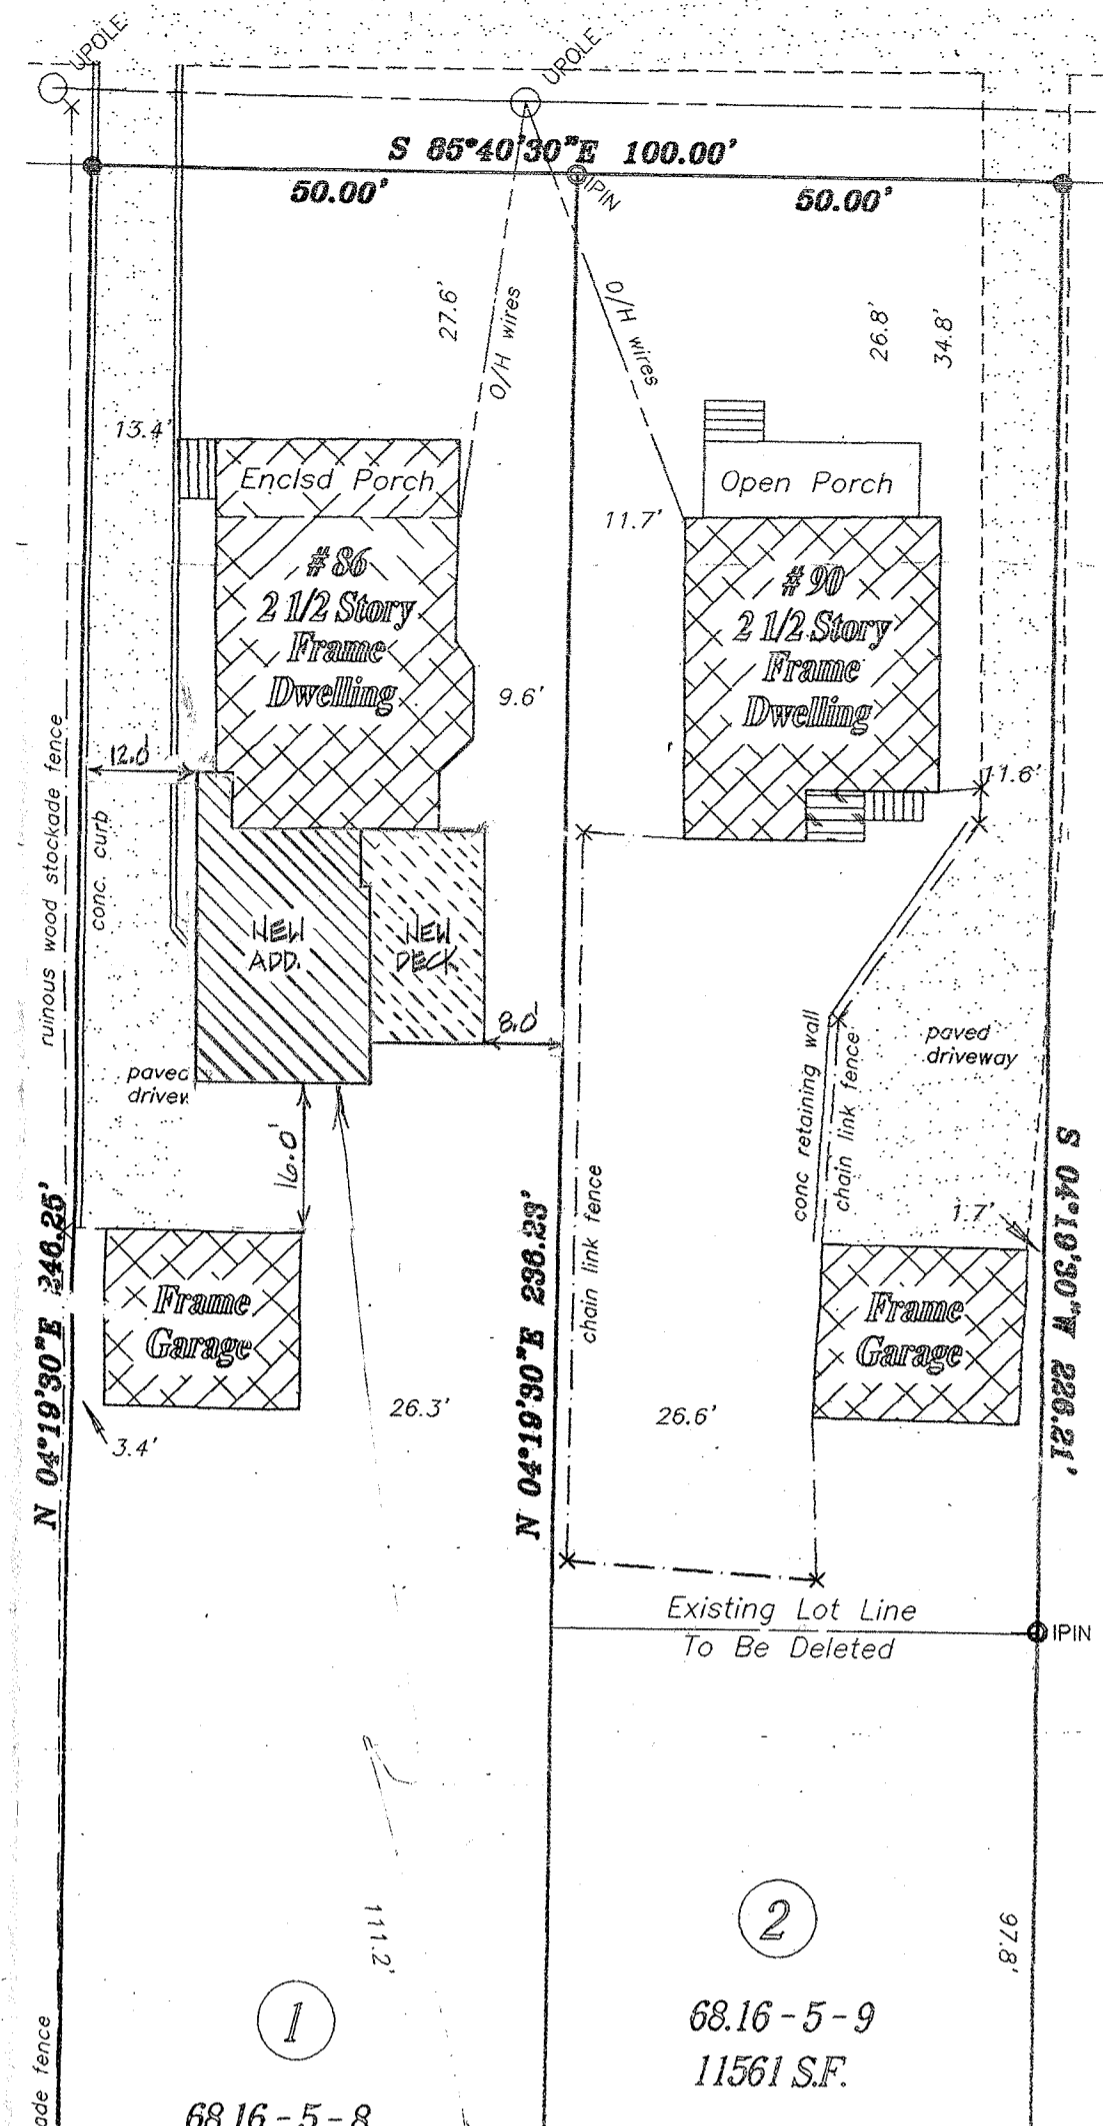 UPOLE
UPOLE
S 85°40'30"E 100.00'
IPIN
50.00'
50.00'
27.6'
O/H wires
O/H wires
26.8'
34.8'
13.4'
Enclsd Porch
Open Porch
11.7'
#86
2 1/2 Story
Frame
Dwelling
#90
2 1/2 Story
Frame
Dwelling
9.6'
12.0'
11.6'
ruinous wood stockade fence
conc. curb
NEW
ADD.
NEW
DECK
8.0'
paved
driveway
conc retaining wall
chain link fence
paved
drivew
16.0'
chain link fence
1.7'
N 04°19'30"E 246.25'
N 04°19'30"E 236.23'
S 04°19'30"W 226.21'
Frame
Garage
Frame
Garage
3.4'
26.3'
26.6'
Existing Lot Line
To Be Deleted
IPIN
111.2'
97.8'
2
68.16-5-9
11561 S.F.
1
68.16-5-8
ade fence